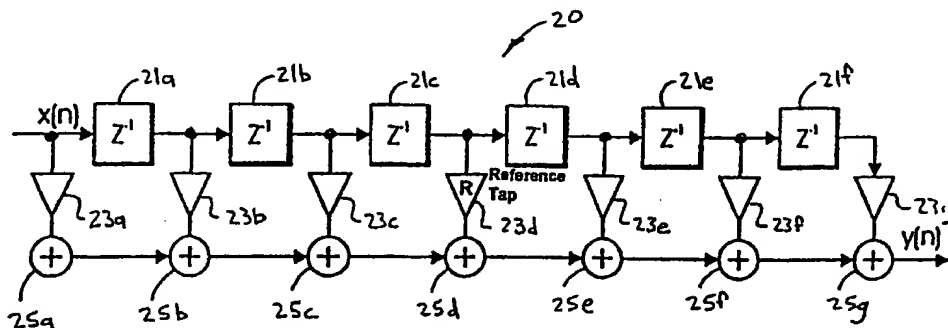 20
21a 21b 21c 21d 21e 21f
x(n) Z⁻¹ Z⁻¹ Z⁻¹ Z⁻¹ Z⁻¹ Z⁻¹
R Reference
Tap
23a 23b 23c 23d 23e 23f
y(n)
+ + + + + + +
25a 25b 25c 25d 25e 25f 25g